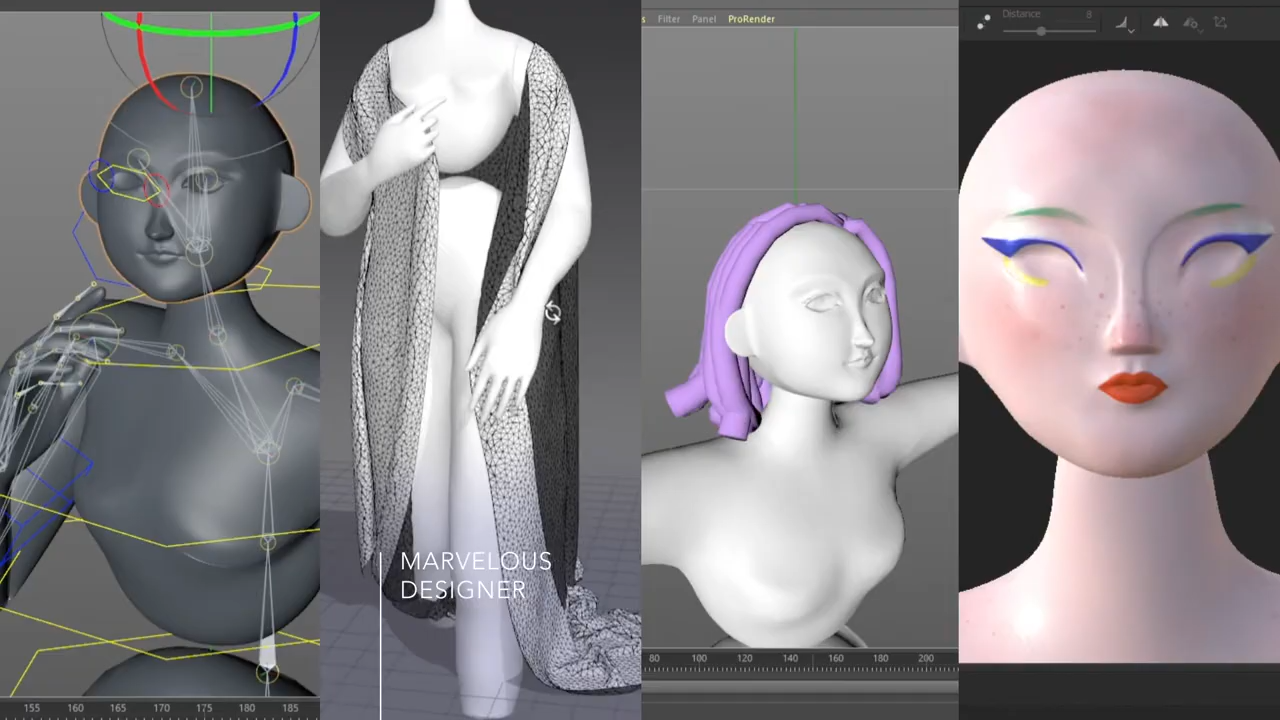 s Filter Panel ProRender
Distance 8
MARVELOUS
DESIGNER
80 100 120 140 160 180 200
155 160 165 170 175 180 185